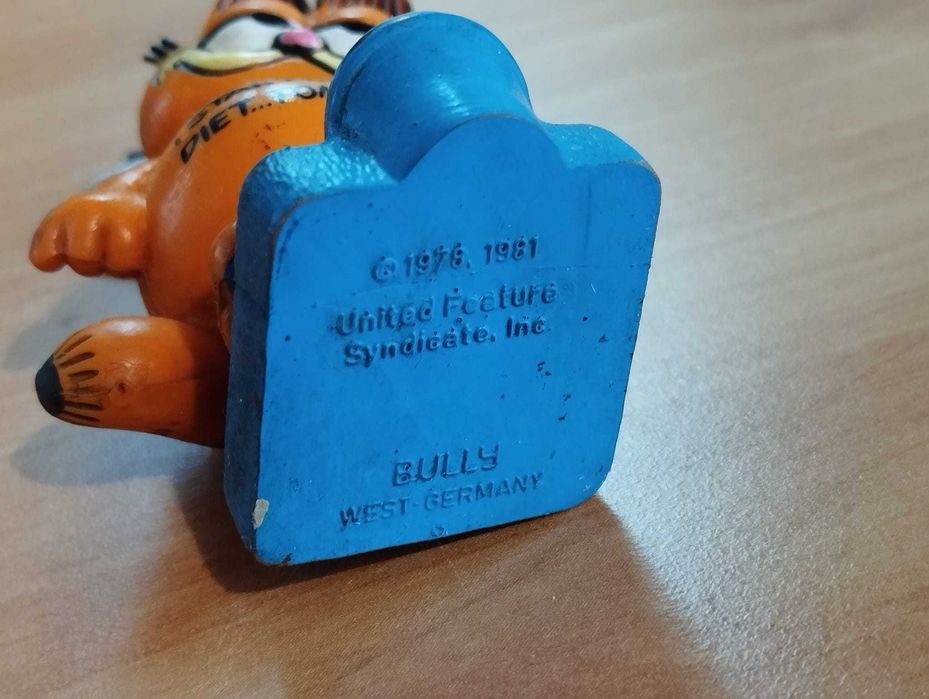 DIET...
© 1978, 1981
United Feature
Syndicate, Inc.
BULLY
WEST-GERMANY